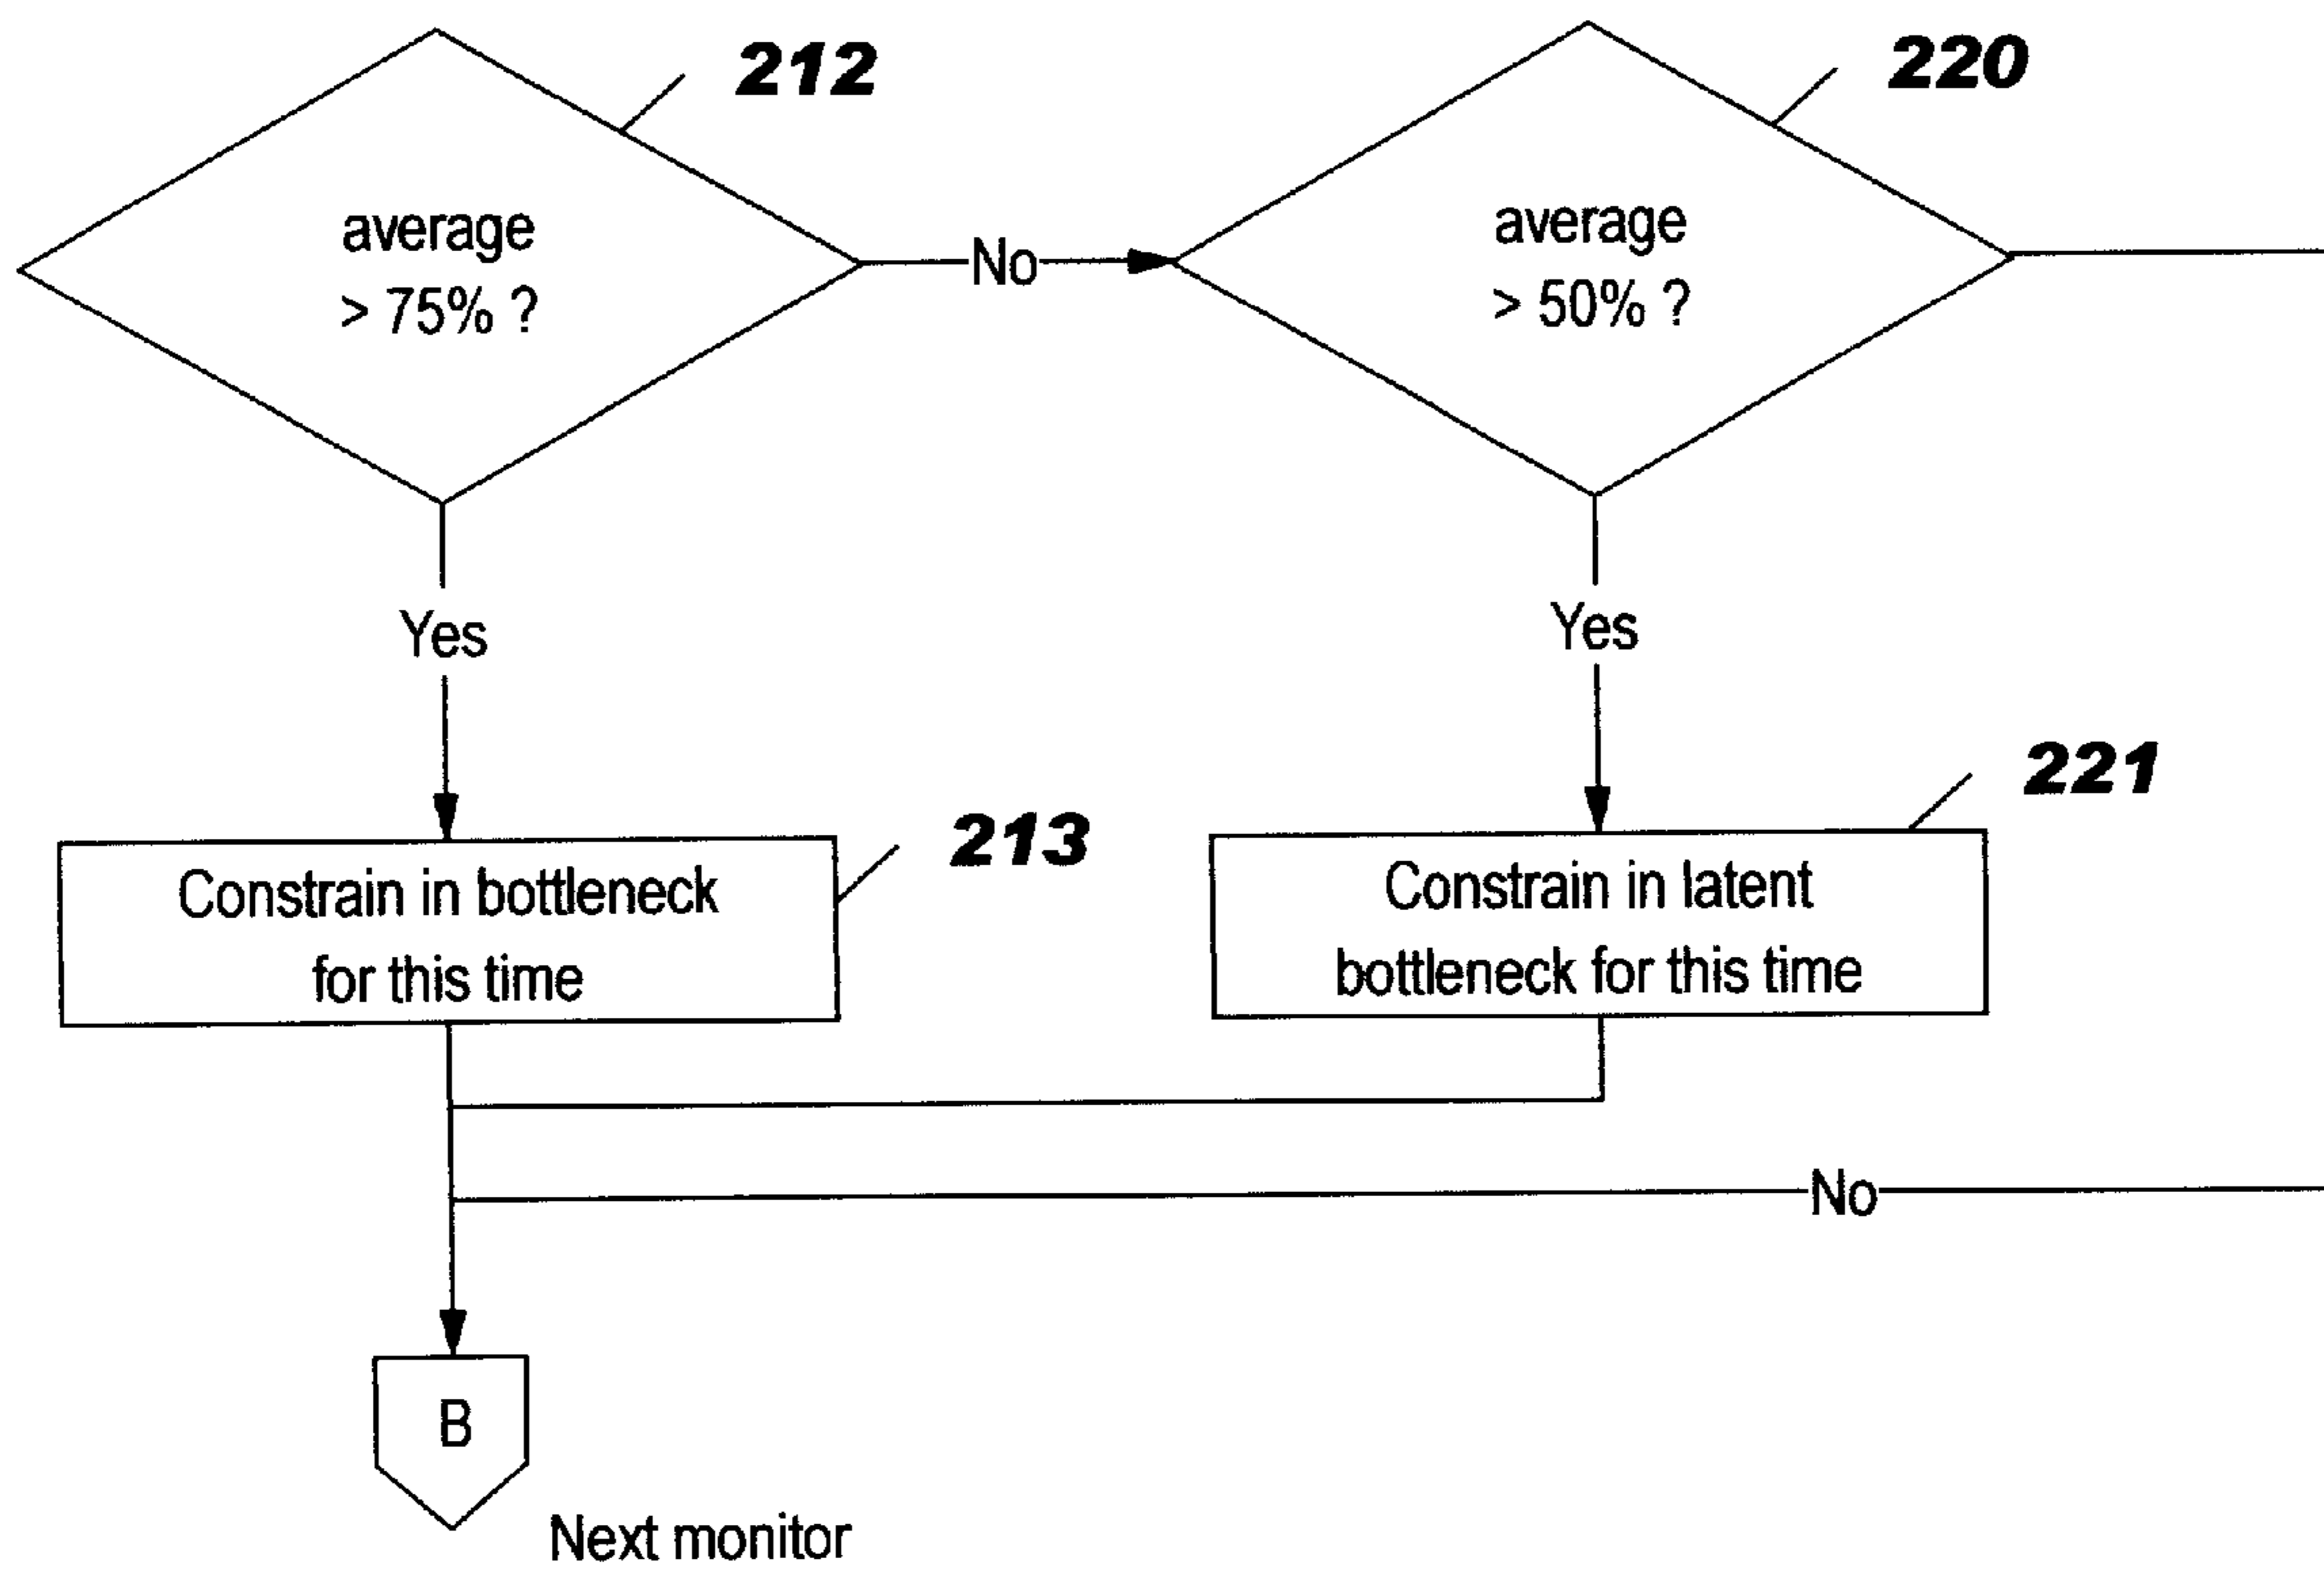 212
220
average
> 75% ?
No
average
> 50% ?
Yes
Yes
213
221
Constrain in bottleneck
for this time
Constrain in latent
bottleneck for this time
No
B
Next monitor